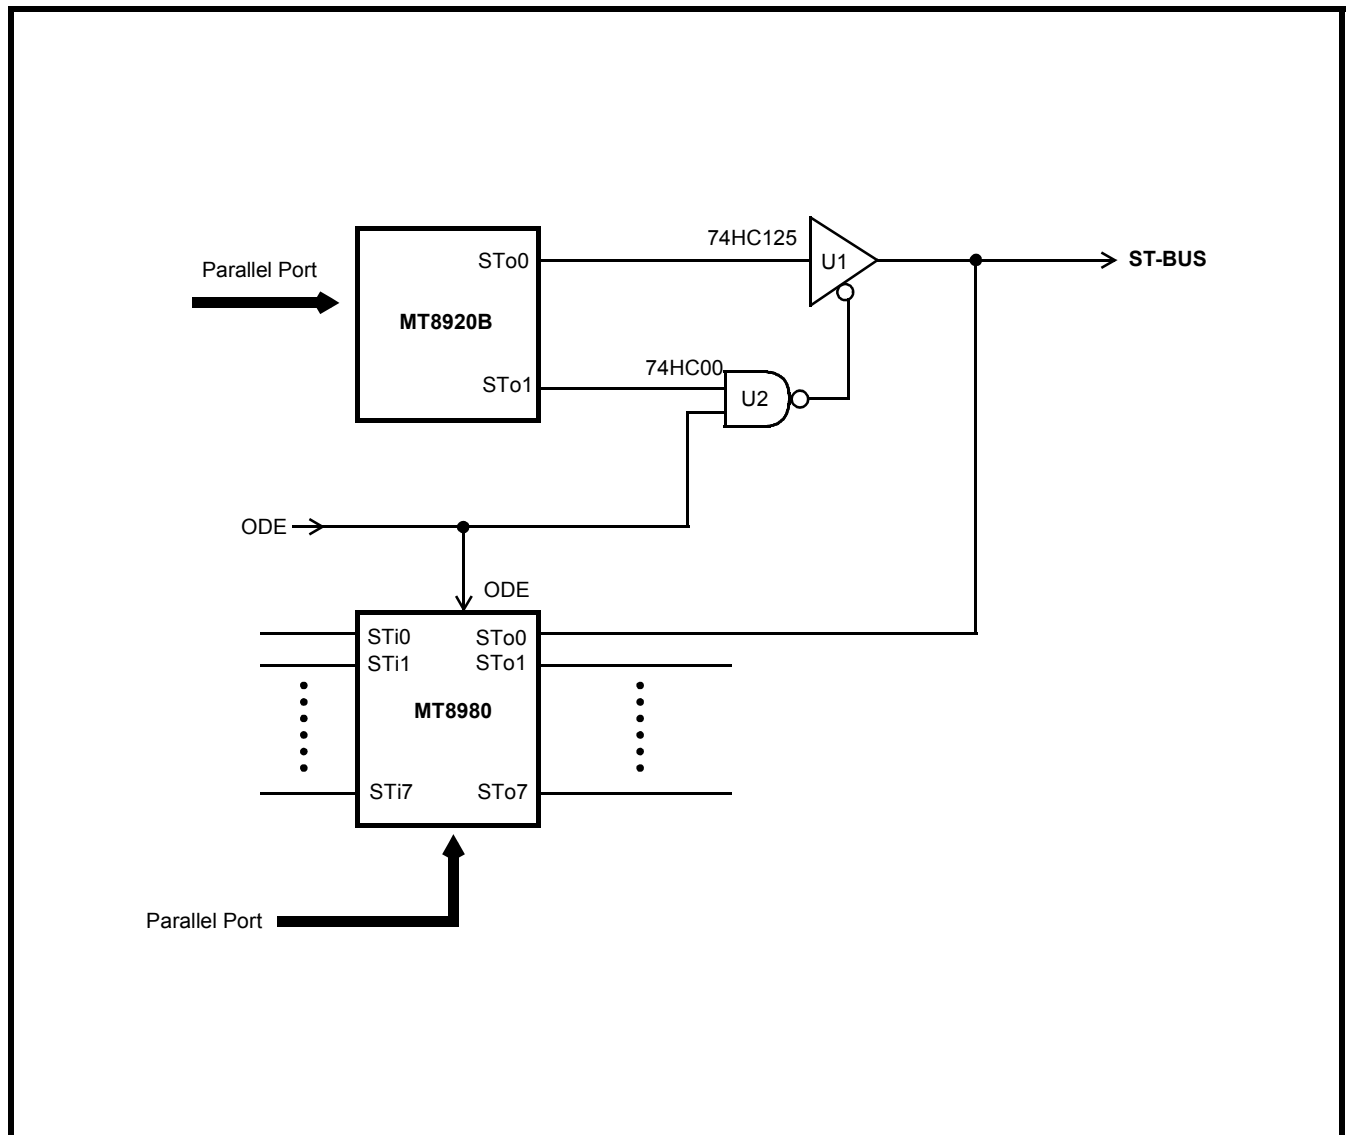 74HC125
U1
ST-BUS
Parallel Port
STo0
MT8920B
STo1
74HC00
U2
ODE
ODE
STi0
STo0
STi1
STo1
MT8980
STi7
STo7
Parallel Port